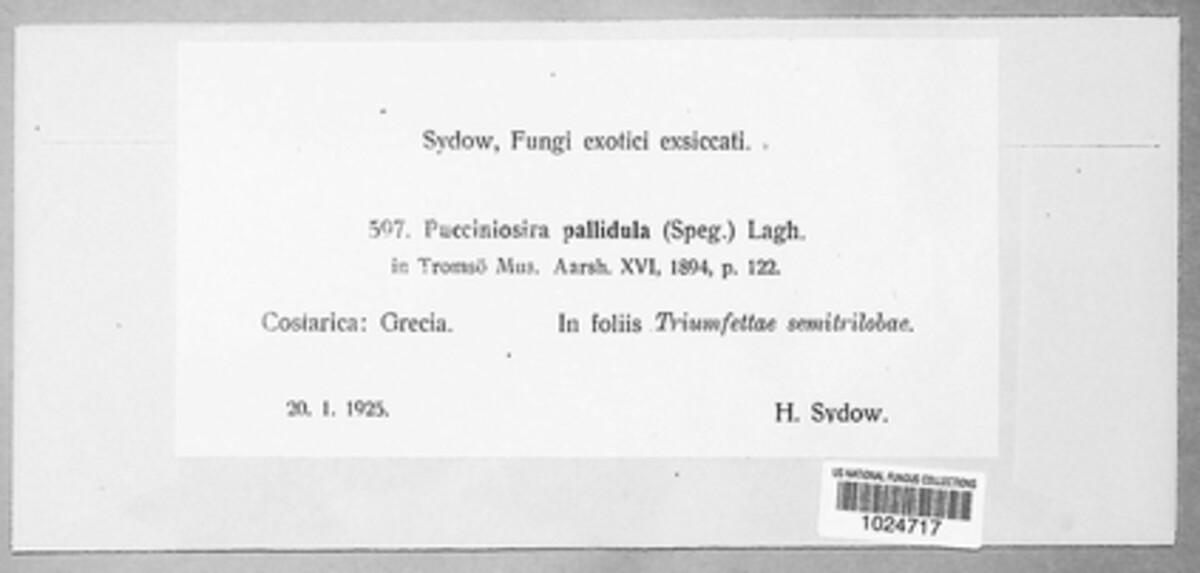 Sydow, Fungi exotici exsiccati.
597. Pucciniosira pallidula (Speg.) Lagh.
in Tromsö Mus. Aarsh. XVI, 1894, p. 122.
Costarica: Grecia. In foliis Triumfettae semitrilobae.
20. 1. 1925. H. Sydow.
US NATIONAL FUNGUS COLLECTIONS
1024717